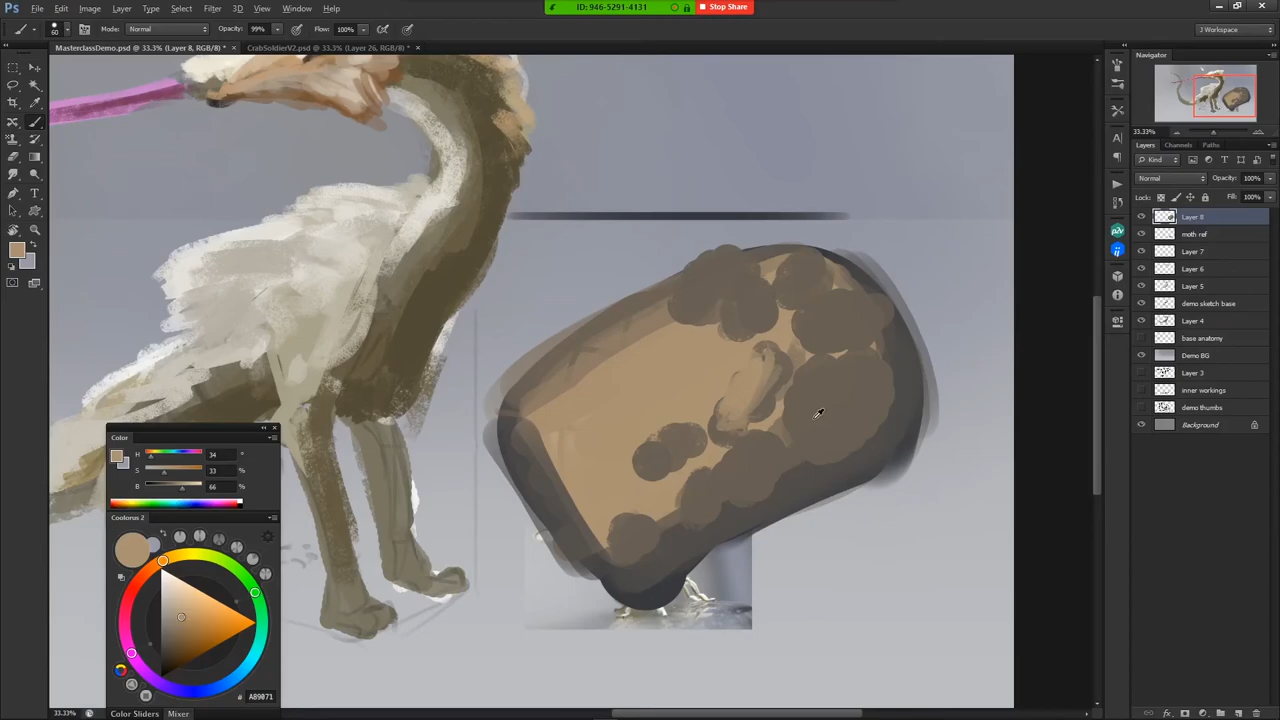 Ps File Edit Image Layer Type Select Filter 3D View Window Help
ID: 946-5291-4131 Stop Share
60 Mode: Normal Opacity: 99% Flow: 100% J Workspace
MasterclassDemo.psd @ 33.3% (Layer 8, RGB/8) * × CrabSoldierV2.psd @ 33.3% (Layer 26, RGB/8) * ×
Navigator
33.33%
Layers Channels Paths
Kind
Normal Opacity: 100%
Lock: Fill: 100%
Layer 8
moth ref
Layer 7
Layer 6
Layer 5
demo sketch base
Layer 4
base anatomy
Demo BG
Layer 3
inner workings
demo thumbs
Background
Color
H 34 °
S 33 %
B 66 %
Colorus 2
# A89071
Color Sliders Mixer
33.33%